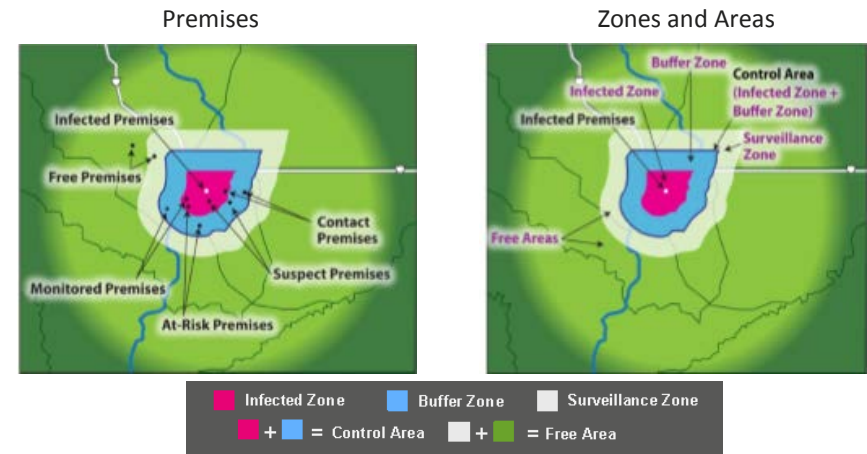 Premises
Infected Premises
Free Premises
Contact
Premises
Suspect Premises
Monitored Premises
At-Risk Premises
Zones and Areas
Buffer Zone
Control Area
(Infected Zone +
Buffer Zone)
Infected Zone
Infected Premises
Surveillance
Zone
Free Areas
Infected Zone Buffer Zone Surveillance Zone
+ = Control Area + = Free Area